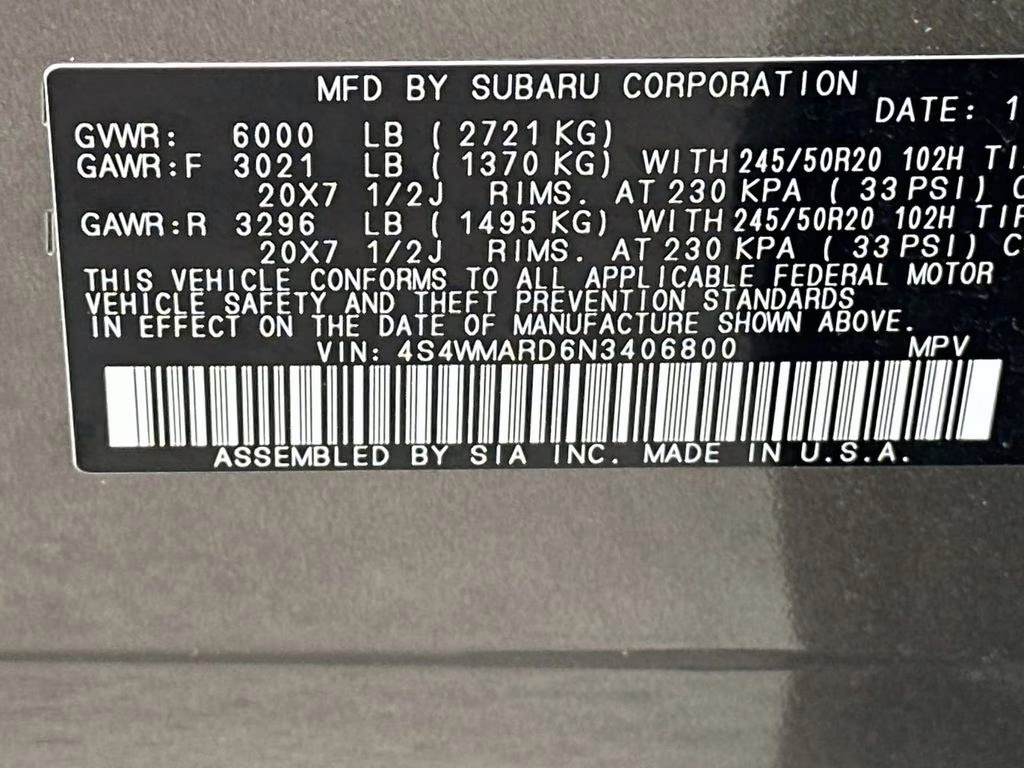 MFD BY SUBARU CORPORATION
DATE: 1
GVWR: 6000 LB ( 2721 KG)
GAWR:F 3021 LB ( 1370 KG) WITH 245/50R20 102H TI
20X7 1/2J RIMS. AT 230 KPA ( 33 PSI) C
GAWR:R 3296 LB ( 1495 KG) WITH 245/50R20 102H TIR
20X7 1/2J RIMS. AT 230 KPA ( 33 PSI) C
THIS VEHICLE CONFORMS TO ALL APPLICABLE FEDERAL MOTOR
VEHICLE SAFETY AND THEFT PREVENTION STANDARDS
IN EFFECT ON THE DATE OF MANUFACTURE SHOWN ABOVE.
VIN: 4S4WMARD6N3406800 MPV
ASSEMBLED BY SIA INC. MADE IN U.S.A.